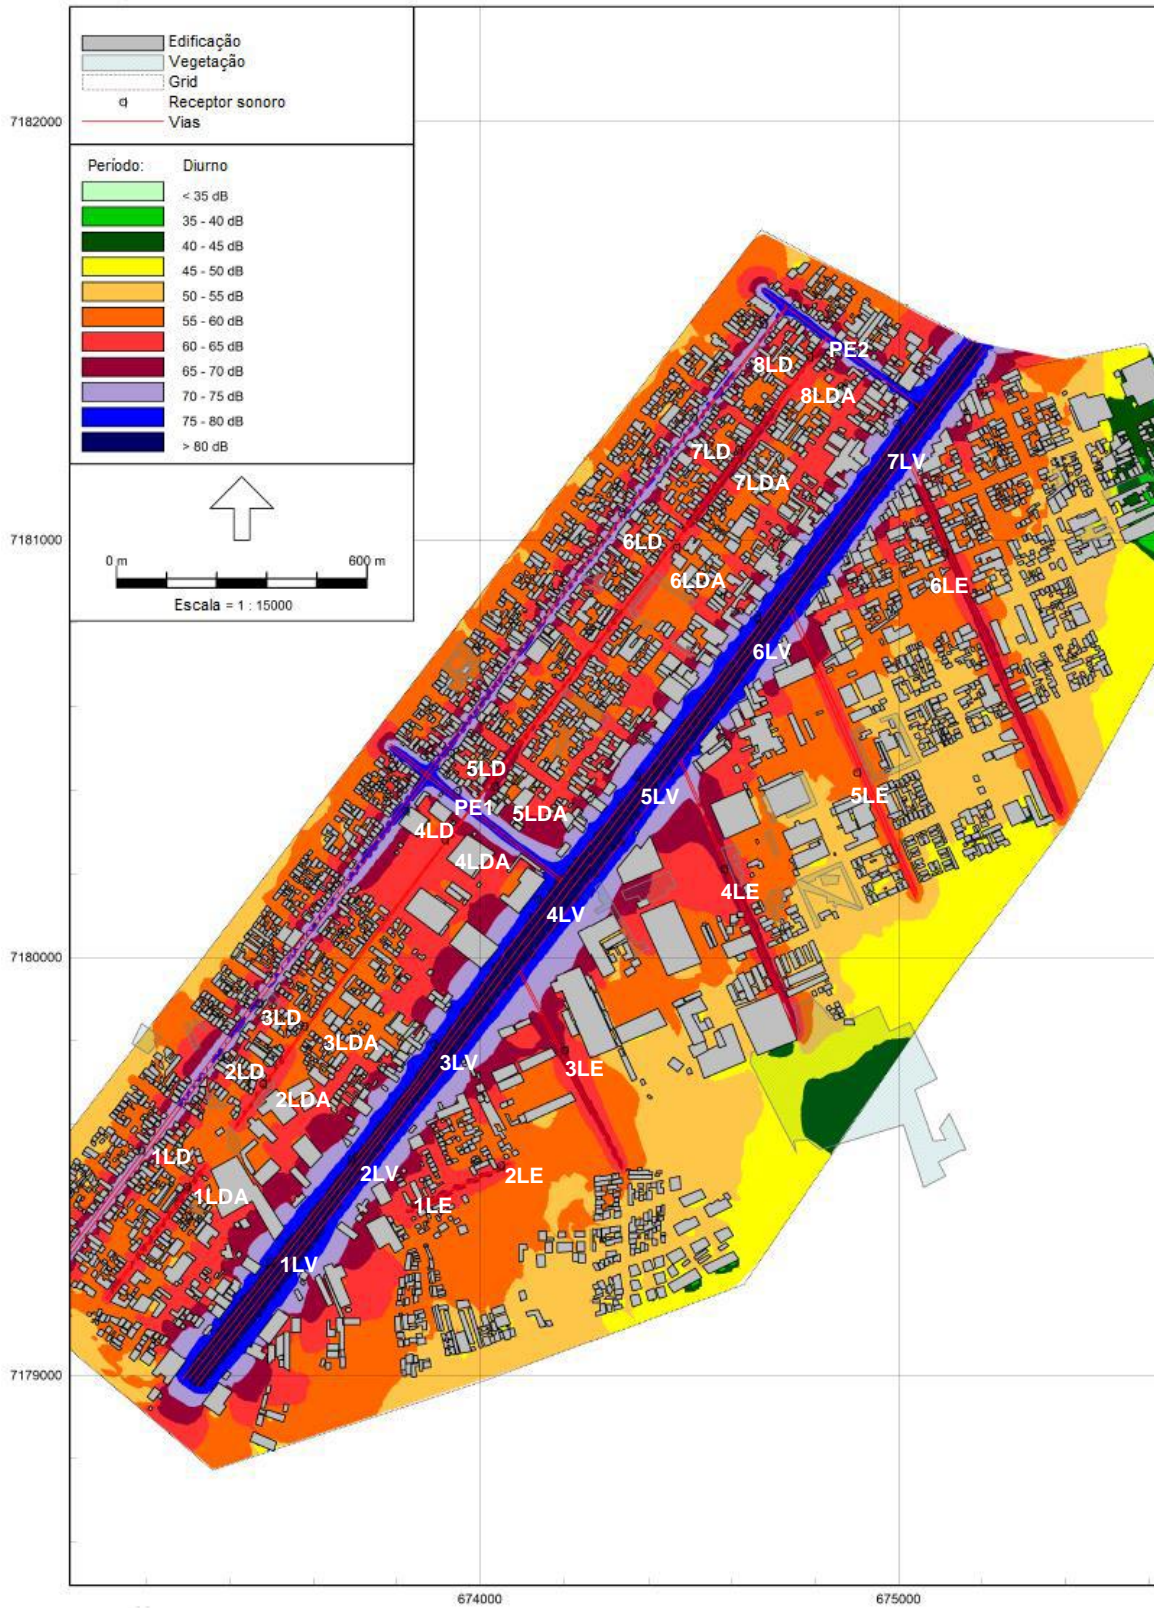 Edificação
Vegetação
Grid
Receptor sonoro
Vias
7182000
Período: Diurno
< 35 dB
35 - 40 dB
40 - 45 dB
45 - 50 dB
50 - 55 dB
55 - 60 dB
60 - 65 dB
65 - 70 dB
70 - 75 dB
75 - 80 dB
> 80 dB
0 m 600 m
Escala = 1 : 15000
PE2
8LD
8LDA
7LD
7LV
7LDA
7181000
6LD
6LDA
6LE
6LV
5LD
5LV
5LE
PE1
5LDA
4LD
4LDA
4LE
4LV
7180000
3LD
3LDA
3LV
3LE
2LD
2LDA
1LD
2LV
2LE
1LDA
1LE
1LV
7179000
674000
675000